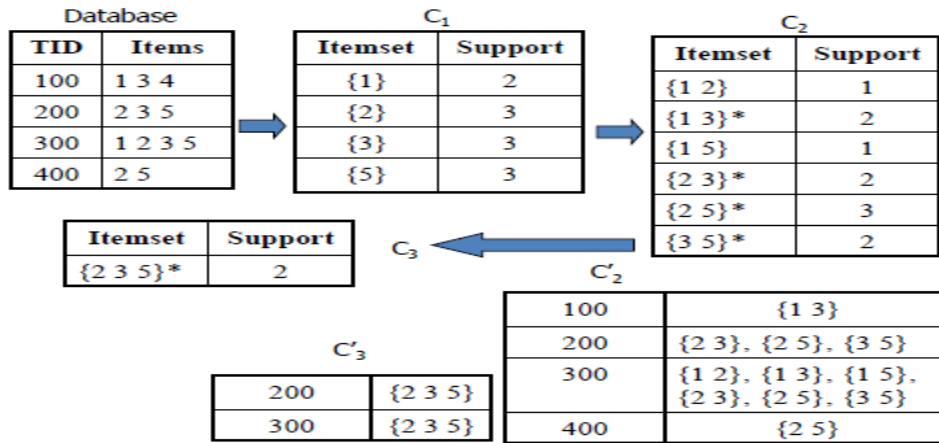 Database
TID Items
100 1 3 4
200 2 3 5
300 1 2 3 5
400 2 5
C₁
Itemset Support
{1} 2
{2} 3
{3} 3
{5} 3
C₂
Itemset Support
{1 2} 1
{1 3}* 2
{1 5} 1
{2 3}* 2
{2 5}* 3
{3 5}* 2
C₃
Itemset Support
{2 3 5}* 2
C′₂
100 {1 3}
200 {2 3}, {2 5}, {3 5}
300 {1 2}, {1 3}, {1 5},
{2 3}, {2 5}, {3 5}
400 {2 5}
C′₃
200 {2 3 5}
300 {2 3 5}